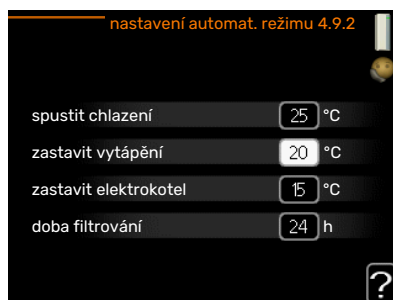 nastavení automat. režimu 4.9.2
spustit chlazení 25 °C
zastavit vytápění 20 °C
zastavit elektrokotel 15 °C
doba filtrování 24 h
?